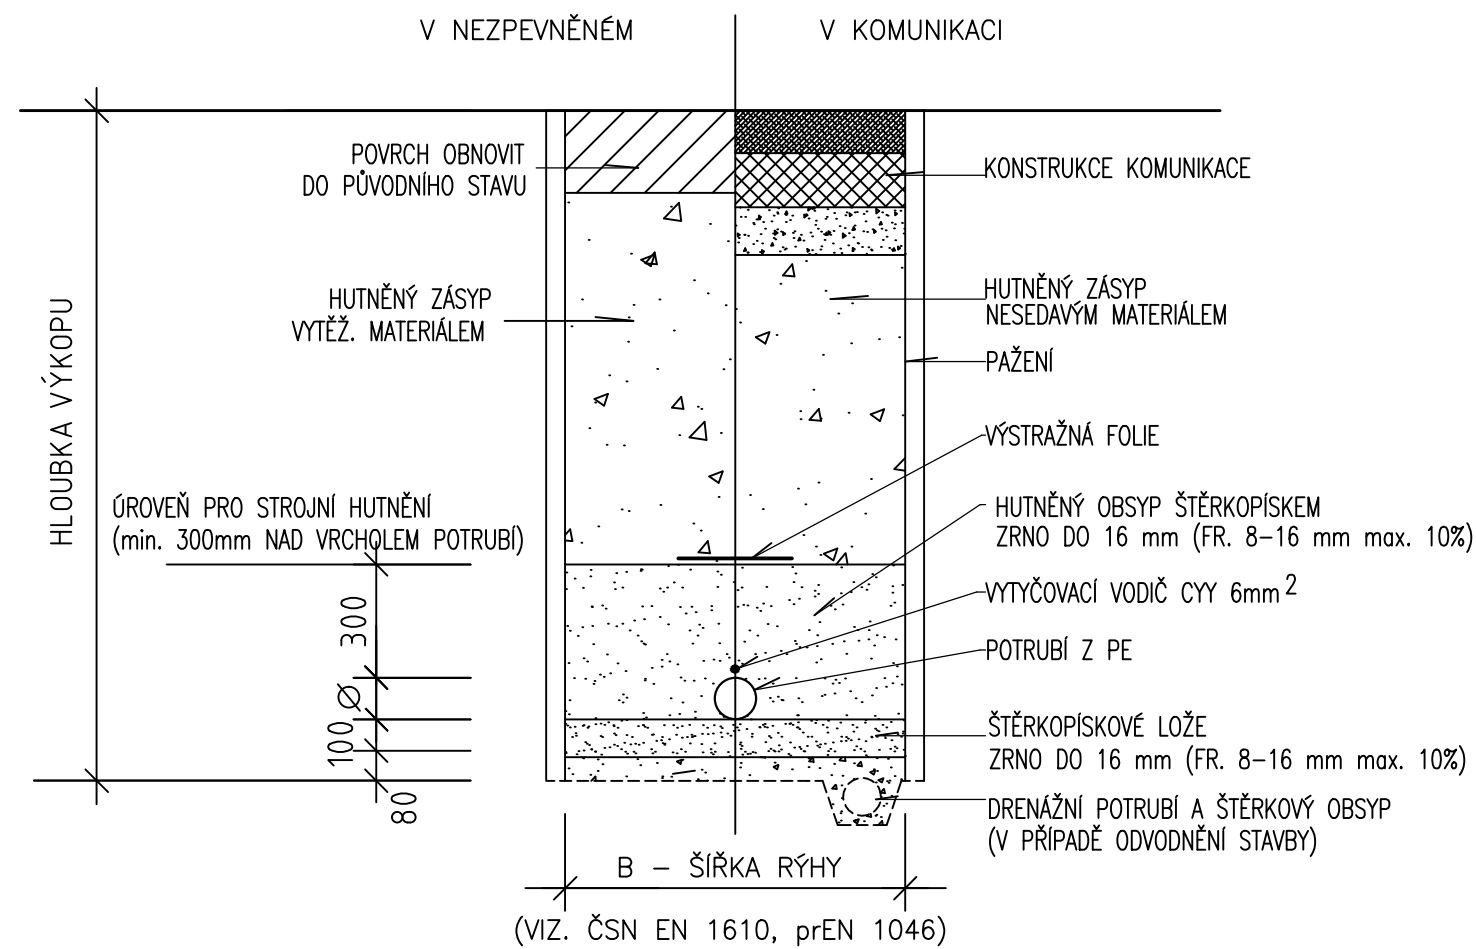 V NEZPEVNĚNÉM
V KOMUNIKACI
POVRCH OBNOVIT
DO PŮVODNÍHO STAVU
KONSTRUKCE KOMUNIKACE
HUTNĚNÝ ZÁSYP
VYTĚŽ. MATERIÁLEM
HUTNĚNÝ ZÁSYP
NESEDAVÝM MATERIÁLEM
PAŽENÍ
HLOUBKA VÝKOPU
VÝSTRAŽNÁ FOLIE
ÚROVEŇ PRO STROJNÍ HUTNĚNÍ
(min. 300mm NAD VRCHOLEM POTRUBÍ)
HUTNĚNÝ OBSYP ŠTĚRKOPÍSKEM
ZRNO DO 16 mm (FR. 8-16 mm max. 10%)
VYTYČOVACÍ VODIČ CYY 6mm²
POTRUBÍ Z PE
300
Ø
100
80
ŠTĚRKOPÍSKOVÉ LOŽE
ZRNO DO 16 mm (FR. 8-16 mm max. 10%)
DRENÁŽNÍ POTRUBÍ A ŠTĚRKOVÝ OBSYP
(V PŘÍPADĚ ODVODNĚNÍ STAVBY)
B - ŠÍŘKA RÝHY
(VIZ. ČSN EN 1610, prEN 1046)